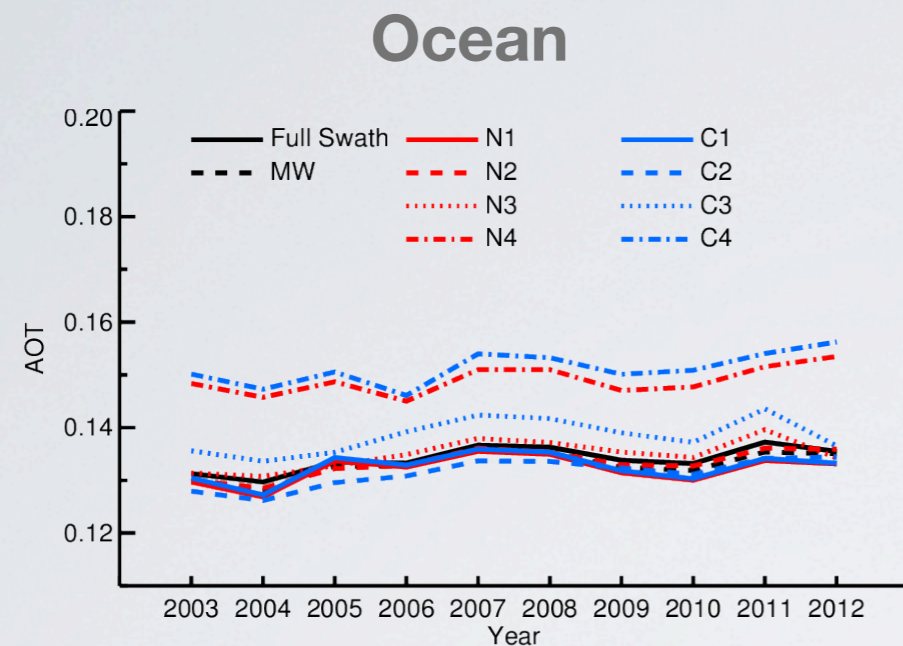 Ocean
0.20
0.18
0.16
0.14
0.12
AOT
Full Swath
MW
N1
N2
N3
N4
C1
C2
C3
C4
2003 2004 2005 2006 2007 2008 2009 2010 2011 2012
Year